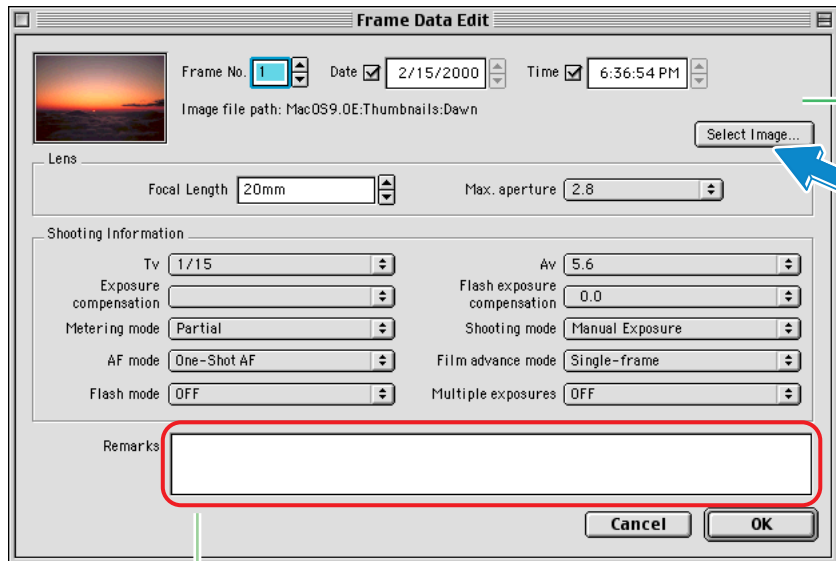 Frame Data Edit
Frame No. 1 Date 2/15/2000 Time 6:36:54 PM
Image file path: MacOS9.0E:Thumbnails:Dawn
Select Image...
Lens
Focal Length 20mm Max. aperture 2.8
Shooting Information
Tv 1/15 Av 5.6
Exposure compensation Flash exposure compensation 0.0
Metering mode Partial Shooting mode Manual Exposure
AF mode One-Shot AF Film advance mode Single-frame
Flash mode OFF Multiple exposures OFF
Remarks
Cancel OK